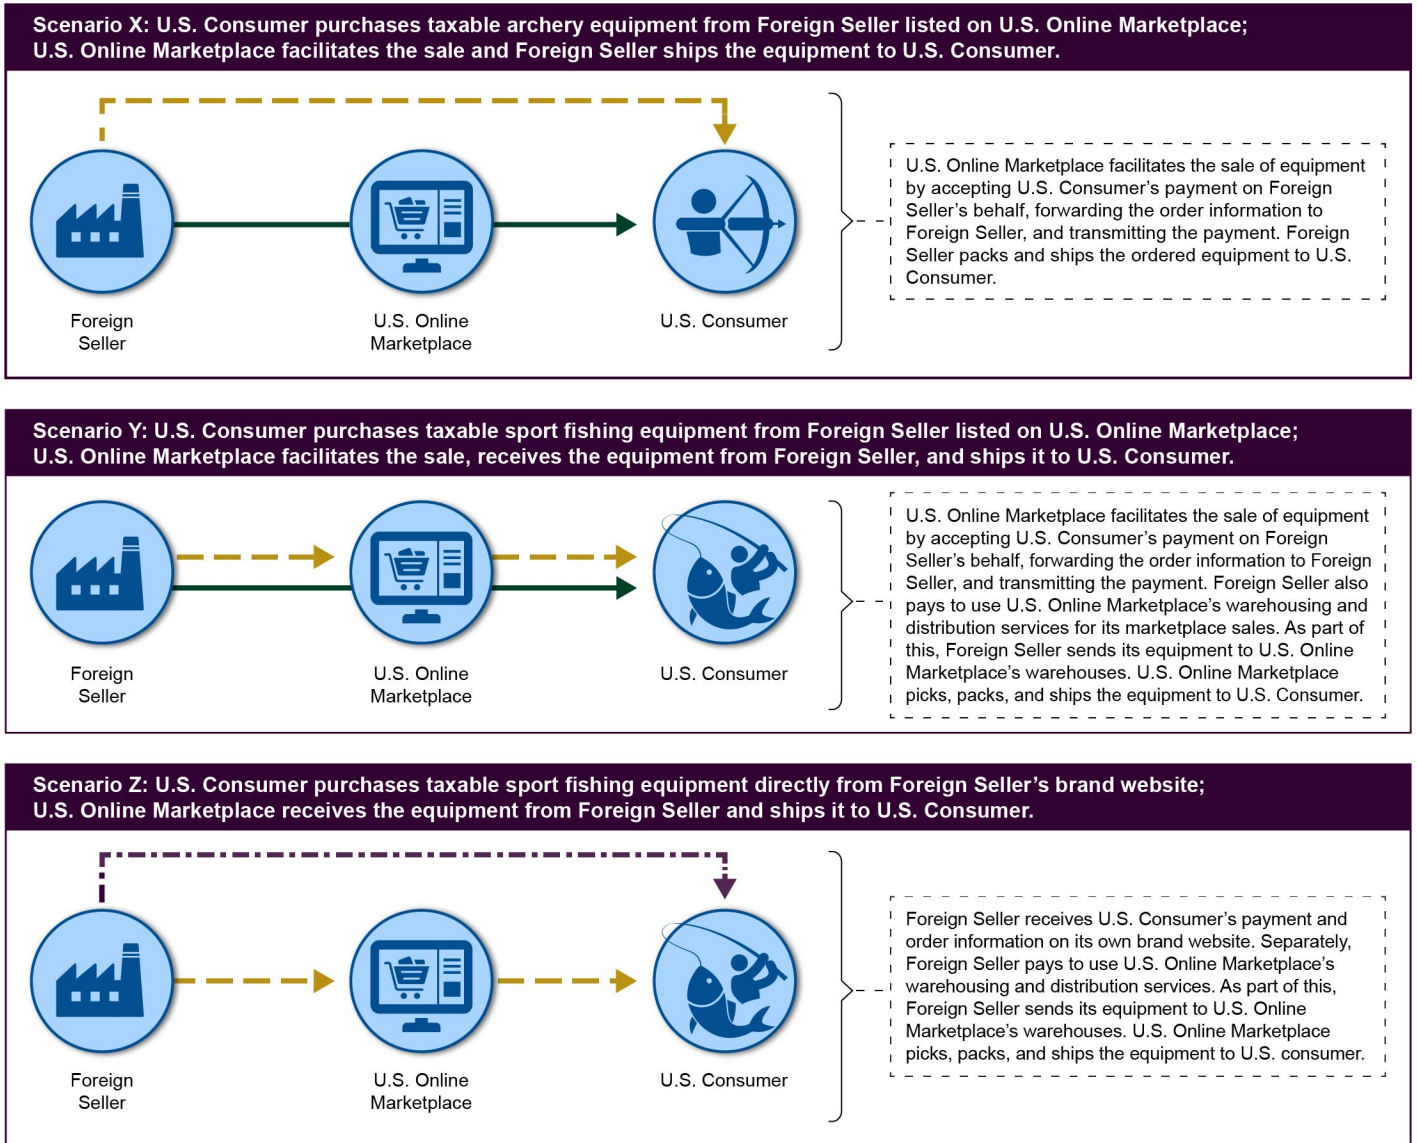 Scenario X: U.S. Consumer purchases taxable archery equipment from Foreign Seller listed on U.S. Online Marketplace;
U.S. Online Marketplace facilitates the sale and Foreign Seller ships the equipment to U.S. Consumer.
Foreign
Seller
U.S. Online
Marketplace
U.S. Consumer
U.S. Online Marketplace facilitates the sale of equipment
by accepting U.S. Consumer's payment on Foreign
Seller's behalf, forwarding the order information to
Foreign Seller, and transmitting the payment. Foreign
Seller packs and ships the ordered equipment to U.S.
Consumer.
Scenario Y: U.S. Consumer purchases taxable sport fishing equipment from Foreign Seller listed on U.S. Online Marketplace;
U.S. Online Marketplace facilitates the sale, receives the equipment from Foreign Seller, and ships it to U.S. Consumer.
Foreign
Seller
U.S. Online
Marketplace
U.S. Consumer
U.S. Online Marketplace facilitates the sale of equipment
by accepting U.S. Consumer's payment on Foreign
Seller's behalf, forwarding the order information to Foreign
Seller, and transmitting the payment. Foreign Seller also
pays to use U.S. Online Marketplace's warehousing and
distribution services for its marketplace sales. As part of
this, Foreign Seller sends its equipment to U.S. Online
Marketplace's warehouses. U.S. Online Marketplace
picks, packs, and ships the equipment to U.S. Consumer.
Scenario Z: U.S. Consumer purchases taxable sport fishing equipment directly from Foreign Seller's brand website;
U.S. Online Marketplace receives the equipment from Foreign Seller and ships it to U.S. Consumer.
Foreign
Seller
U.S. Online
Marketplace
U.S. Consumer
Foreign Seller receives U.S. Consumer's payment and
order information on its own brand website. Separately,
Foreign Seller pays to use U.S. Online Marketplace's
warehousing and distribution services. As part of this,
Foreign Seller sends its equipment to U.S. Online
Marketplace's warehouses. U.S. Online Marketplace
picks, packs, and ships the equipment to U.S. consumer.